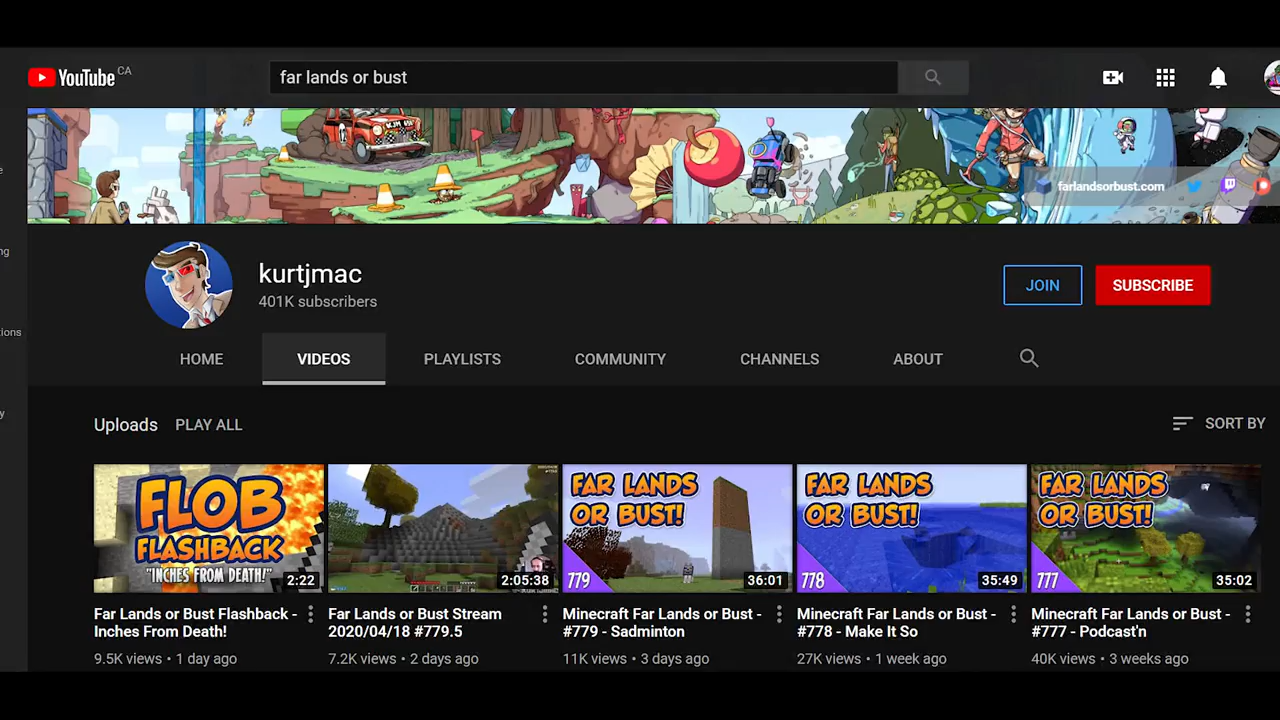 YouTube CA
far lands or bust
farlandsorbust.com
kurtjmac
401K subscribers
JOIN
SUBSCRIBE
HOME
VIDEOS
PLAYLISTS
COMMUNITY
CHANNELS
ABOUT
Uploads
PLAY ALL
SORT BY
FLOB
FLASHBACK
"INCHES FROM DEATH!"
2:22
2:05:38
FAR LANDS
OR BUST!
779
36:01
FAR LANDS
OR BUST!
778
35:49
FAR LANDS
OR BUST!
777
35:02
Far Lands or Bust Flashback -
Inches From Death!
9.5K views • 1 day ago
Far Lands or Bust Stream
2020/04/18 #779.5
7.2K views • 2 days ago
Minecraft Far Lands or Bust -
#779 - Sadminton
11K views • 3 days ago
Minecraft Far Lands or Bust -
#778 - Make It So
27K views • 1 week ago
Minecraft Far Lands or Bust -
#777 - Podcast'n
40K views • 3 weeks ago